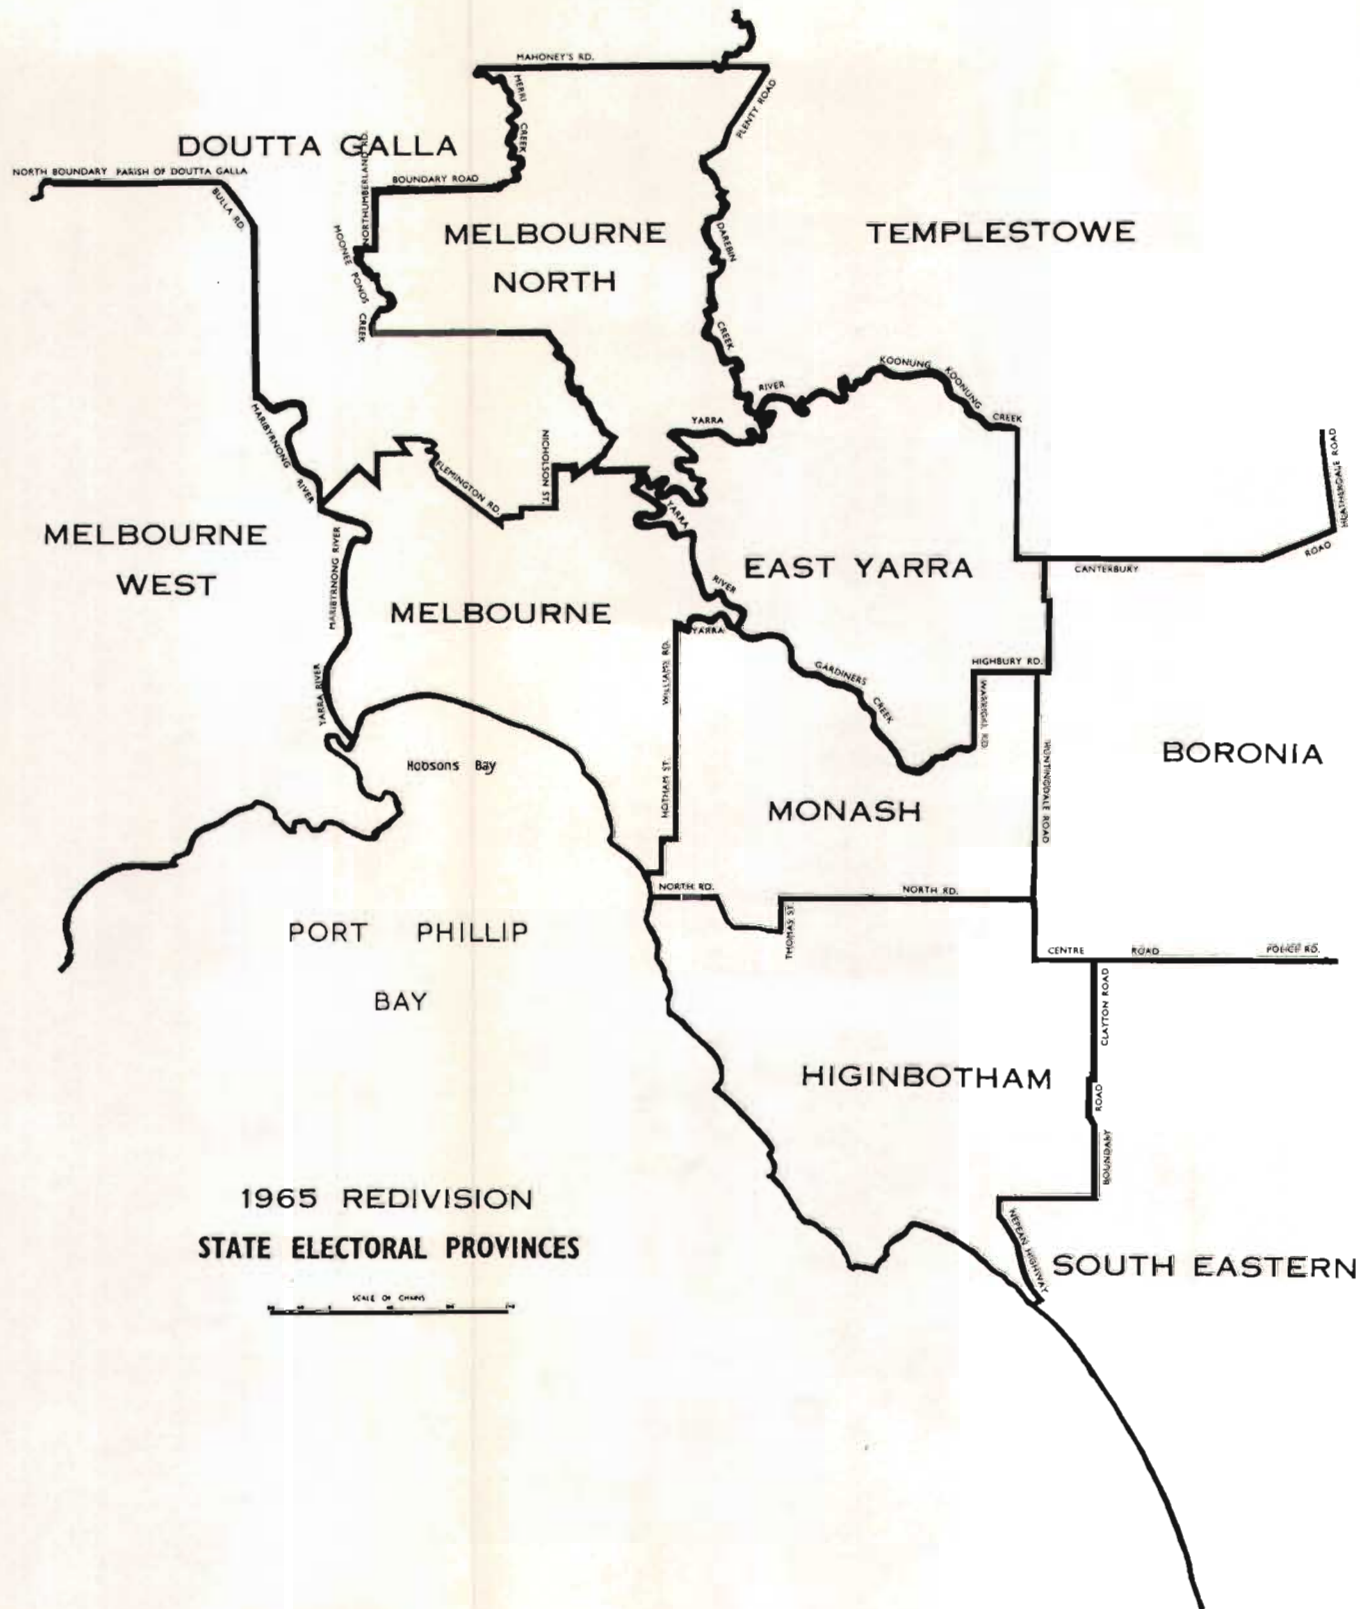 MAHONEY'S RD.
MERRI
CREEK
PLENTY ROAD
DOUTTA GALLA
NORTH BOUNDARY PARISH OF DOUTTA GALLA
BULLA RD.
NORTHUMBERLAND RD.
BOUNDARY ROAD
MELBOURNE
NORTH
TEMPLESTOWE
DAREBIN
CREEK
MOONEE PONDS CREEK
KOONUNG
KOONUNG
CREEK
RIVER
YARRA
MARIBYRNONG RIVER
FLEMINGTON RD.
NICHOLSON ST.
HEATHERDALE ROAD
YARRA
RIVER
MELBOURNE
WEST
MARIBYRNONG RIVER
EAST YARRA
CANTERBURY
ROAD
MELBOURNE
YARRA
WILLIAMS RD.
GARDINERS
CREEK
HIGHBURY RD.
WARRIGAL RD.
YARRA RIVER
Hobsons Bay
HOTHAM ST.
HUNTINGDALE ROAD
BORONIA
MONASH
NORTH RD.
NORTH RD.
THOMAS ST.
PORT PHILLIP
BAY
CENTRE
ROAD
POLICE RD.
CLAYTON ROAD
HIGINBOTHAM
ROAD
BOUNDARY
1965 REDIVISION
STATE ELECTORAL PROVINCES
NEPEAN HIGHWAY
SOUTH EASTERN
SCALE OF CHAINS